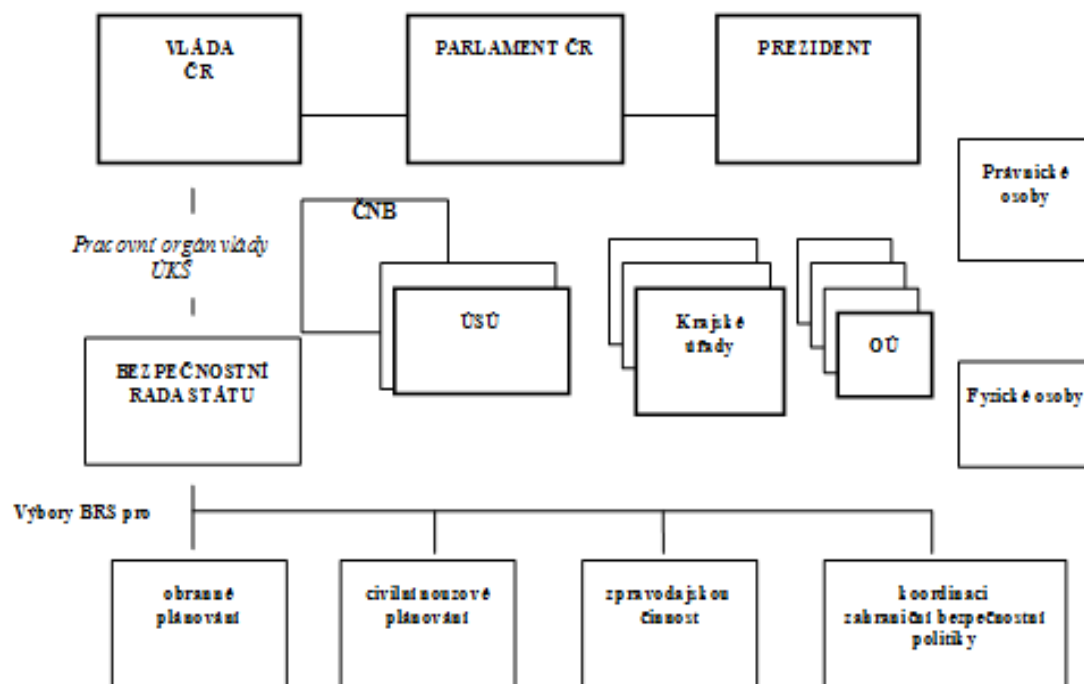 VLÁDA
ČR
PARLAMENT ČR
PREZIDENT
Právnické
osoby
ČNB
Pracovní orgán vlády
ÚKŠ
ÚSÚ
Krajské
úřady
OÚ
BEZPEČNOSTNÍ
RADA STÁTU
Fyzické osoby
Výbory BRS pro
obranné
plánování
civilní nouzové
plánování
zpravodajskou
činnost
koordinaci
zahraniční bezpečnostní
politiky